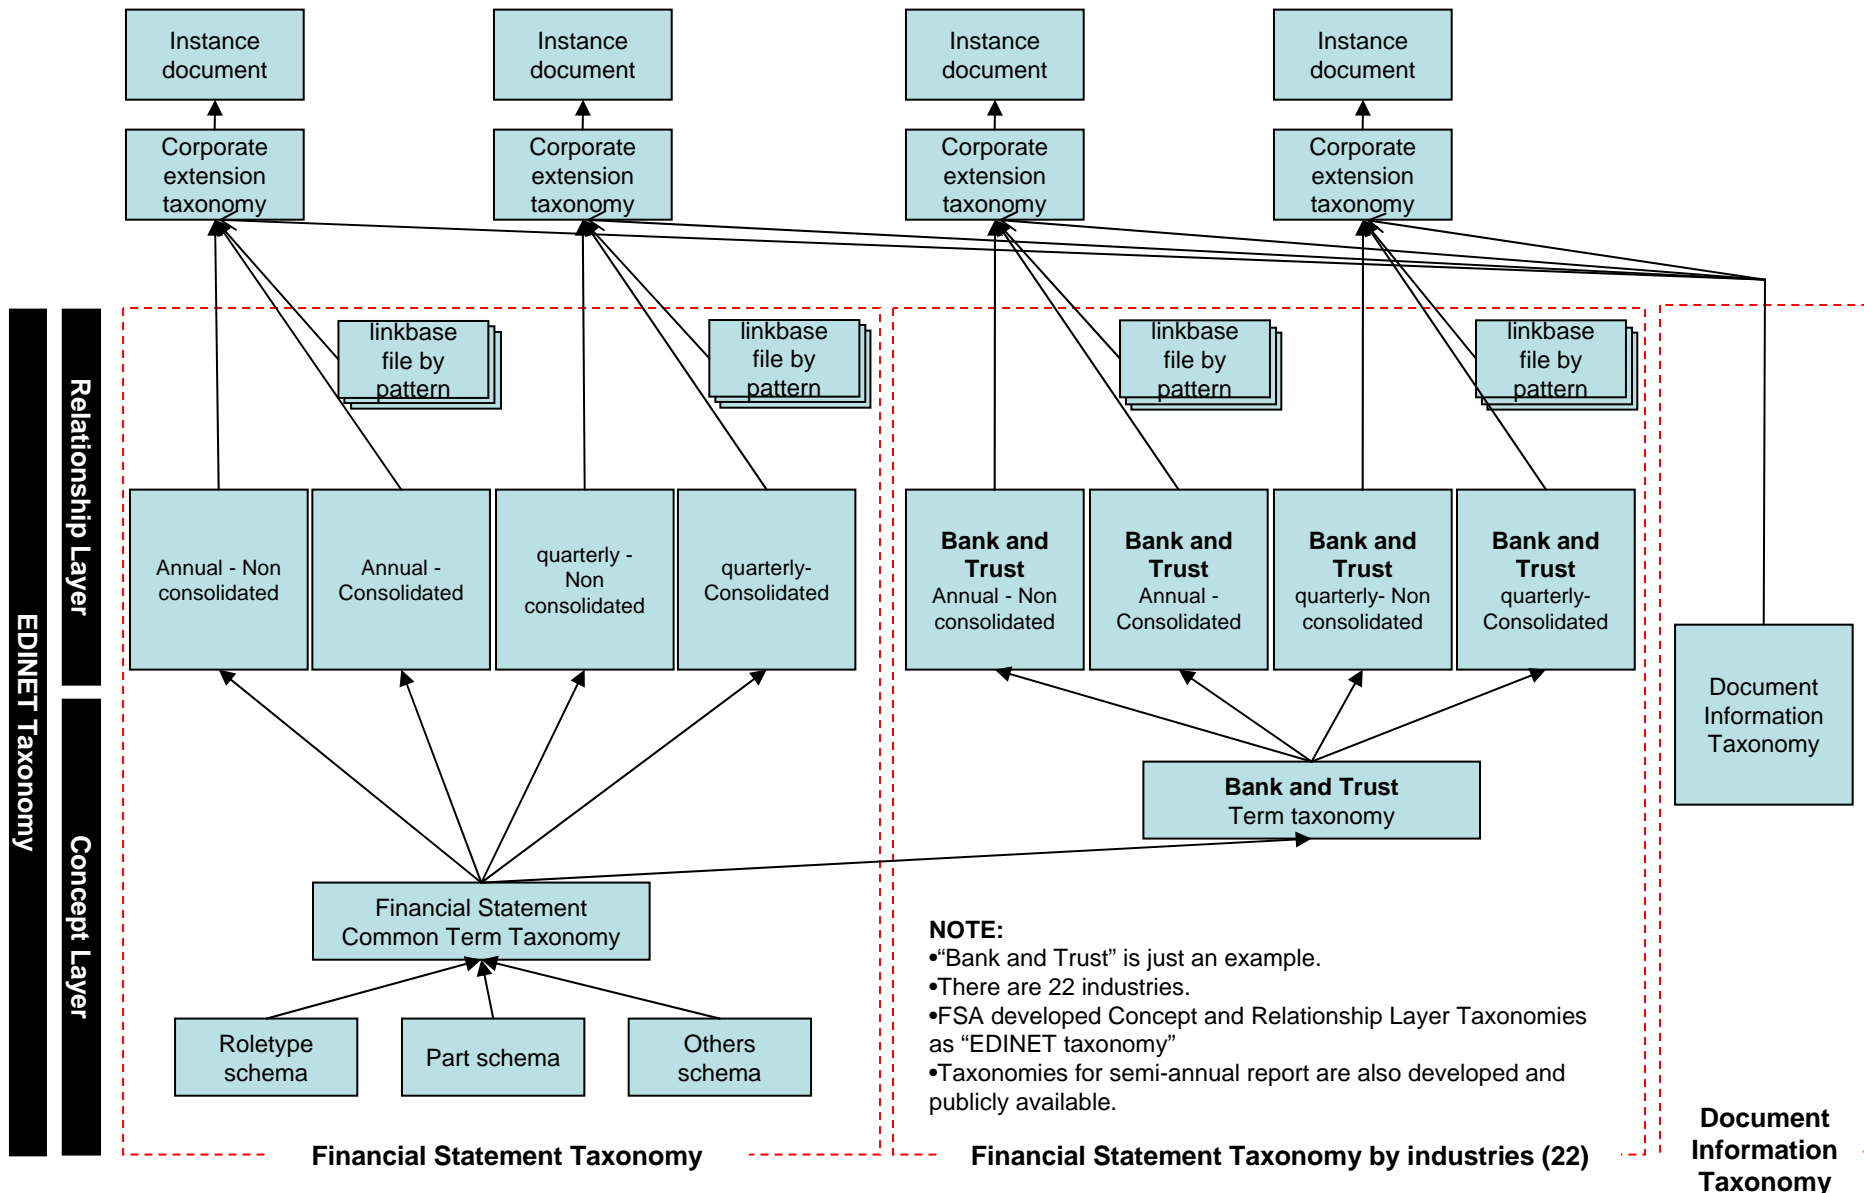 Instance
document
Instance
document
Instance
document
Instance
document
Corporate
extension
taxonomy
Corporate
extension
taxonomy
Corporate
extension
taxonomy
Corporate
extension
taxonomy
EDINET Taxonomy
Relationship Layer
Concept Layer
linkbase
file by
pattern
linkbase
file by
pattern
linkbase
file by
pattern
linkbase
file by
pattern
Annual - Non
consolidated
Annual -
Consolidated
quarterly -
Non
consolidated
quarterly-
Consolidated
Bank and
Trust
Annual - Non
consolidated
Bank and
Trust
Annual -
Consolidated
Bank and
Trust
quarterly- Non
consolidated
Bank and
Trust
quarterly-
Consolidated
Document
Information
Taxonomy
Bank and Trust
Term taxonomy
Financial Statement
Common Term Taxonomy
Roletype
schema
Part schema
Others
schema
NOTE:
•“Bank and Trust” is just an example.
•There are 22 industries.
•FSA developed Concept and Relationship Layer Taxonomies
as “EDINET taxonomy”
•Taxonomies for semi-annual report are also developed and
publicly available.
Financial Statement Taxonomy
Financial Statement Taxonomy by industries (22)
Document
Information
Taxonomy